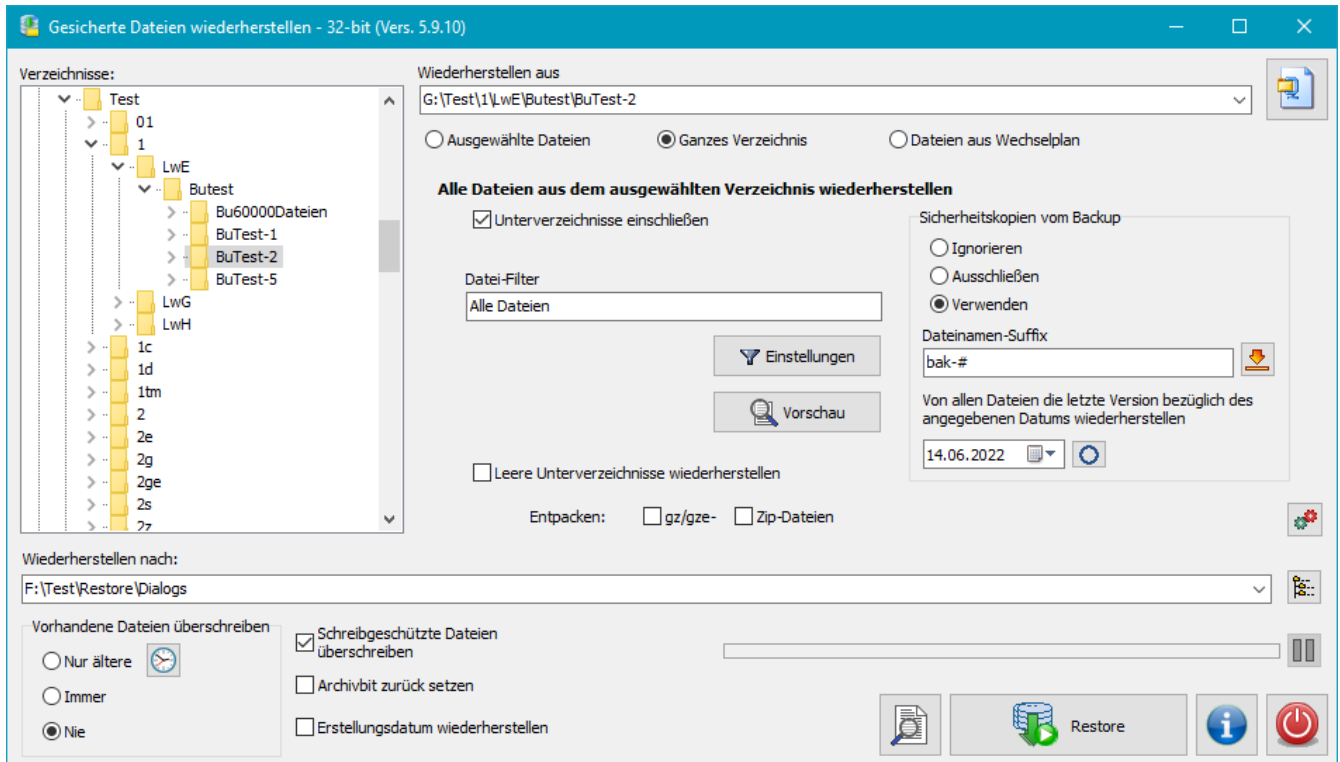 Gesicherte Dateien wiederherstellen - 32-bit (Vers. 5.9.10)
Verzeichnisse:
Test
01
1
LwE
Butest
Bu60000Dateien
BuTest-1
BuTest-2
BuTest-5
LwG
LwH
1c
1d
1tm
2
2e
2g
2ge
2s
2z
Wiederherstellen aus
G:\Test\1\LwE\Butest\BuTest-2
Ausgewählte Dateien Ganzes Verzeichnis Dateien aus Wechselplan
Alle Dateien aus dem ausgewählten Verzeichnis wiederherstellen
Unterverzeichnisse einschließen
Datei-Filter
Alle Dateien
Einstellungen
Vorschau
Leere Unterverzeichnisse wiederherstellen
Entpacken: gz/gze- Zip-Dateien
Sicherheitskopien vom Backup
Ignorieren
Ausschließen
Verwenden
Dateinamen-Suffix
bak-#
Von allen Dateien die letzte Version bezüglich des
angegebenen Datums wiederherstellen
14.06.2022
Wiederherstellen nach:
F:\Test\Restore\Dialogs
Vorhandene Dateien überschreiben
Nur ältere
Immer
Nie
Schreibgeschützte Dateien
überschreiben
Archivbit zurück setzen
Erstellungsdatum wiederherstellen
Restore